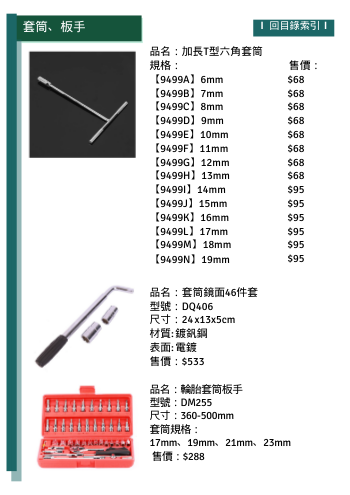 套筒、板手
I 回目錄索引 I
品名：加長T型六角套筒
規格： 售價：
【9499A】6mm $68
【9499B】7mm $68
【9499C】8mm $68
【9499D】9mm $68
【9499E】10mm $68
【9499F】11mm $68
【9499G】12mm $68
【9499H】13mm $68
【9499I】14mm $95
【9499J】15mm $95
【9499K】16mm $95
【9499L】17mm $95
【9499M】18mm $95
【9499N】19mm $95
品名：套筒鏡面46件套
型號：DQ406
尺寸：24x13x5cm
材質:鍍釩鋼
表面:電鍍
售價：$533
品名：輪胎套筒板手
型號：DM255
尺寸：360-500mm
套筒規格：
17mm、19mm、21mm、23mm
售價：$288